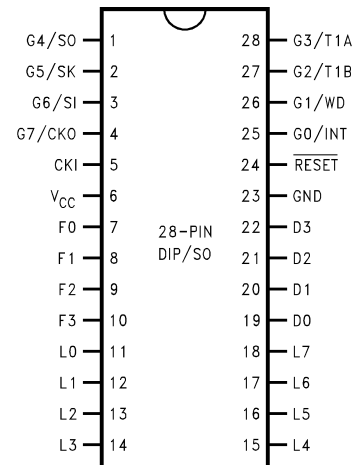 G4/SO 1 28 G3/T1A
G5/SK 2 27 G2/T1B
G6/SI 3 26 G1/WD
G7/CKO 4 25 G0/INT
CKI 5 24 RESET
VCC 6 23 GND
F0 7 22 D3
28-PIN
F1 8 21 D2
DIP/SO
F2 9 20 D1
F3 10 19 D0
L0 11 18 L7
L1 12 17 L6
L2 13 16 L5
L3 14 15 L4